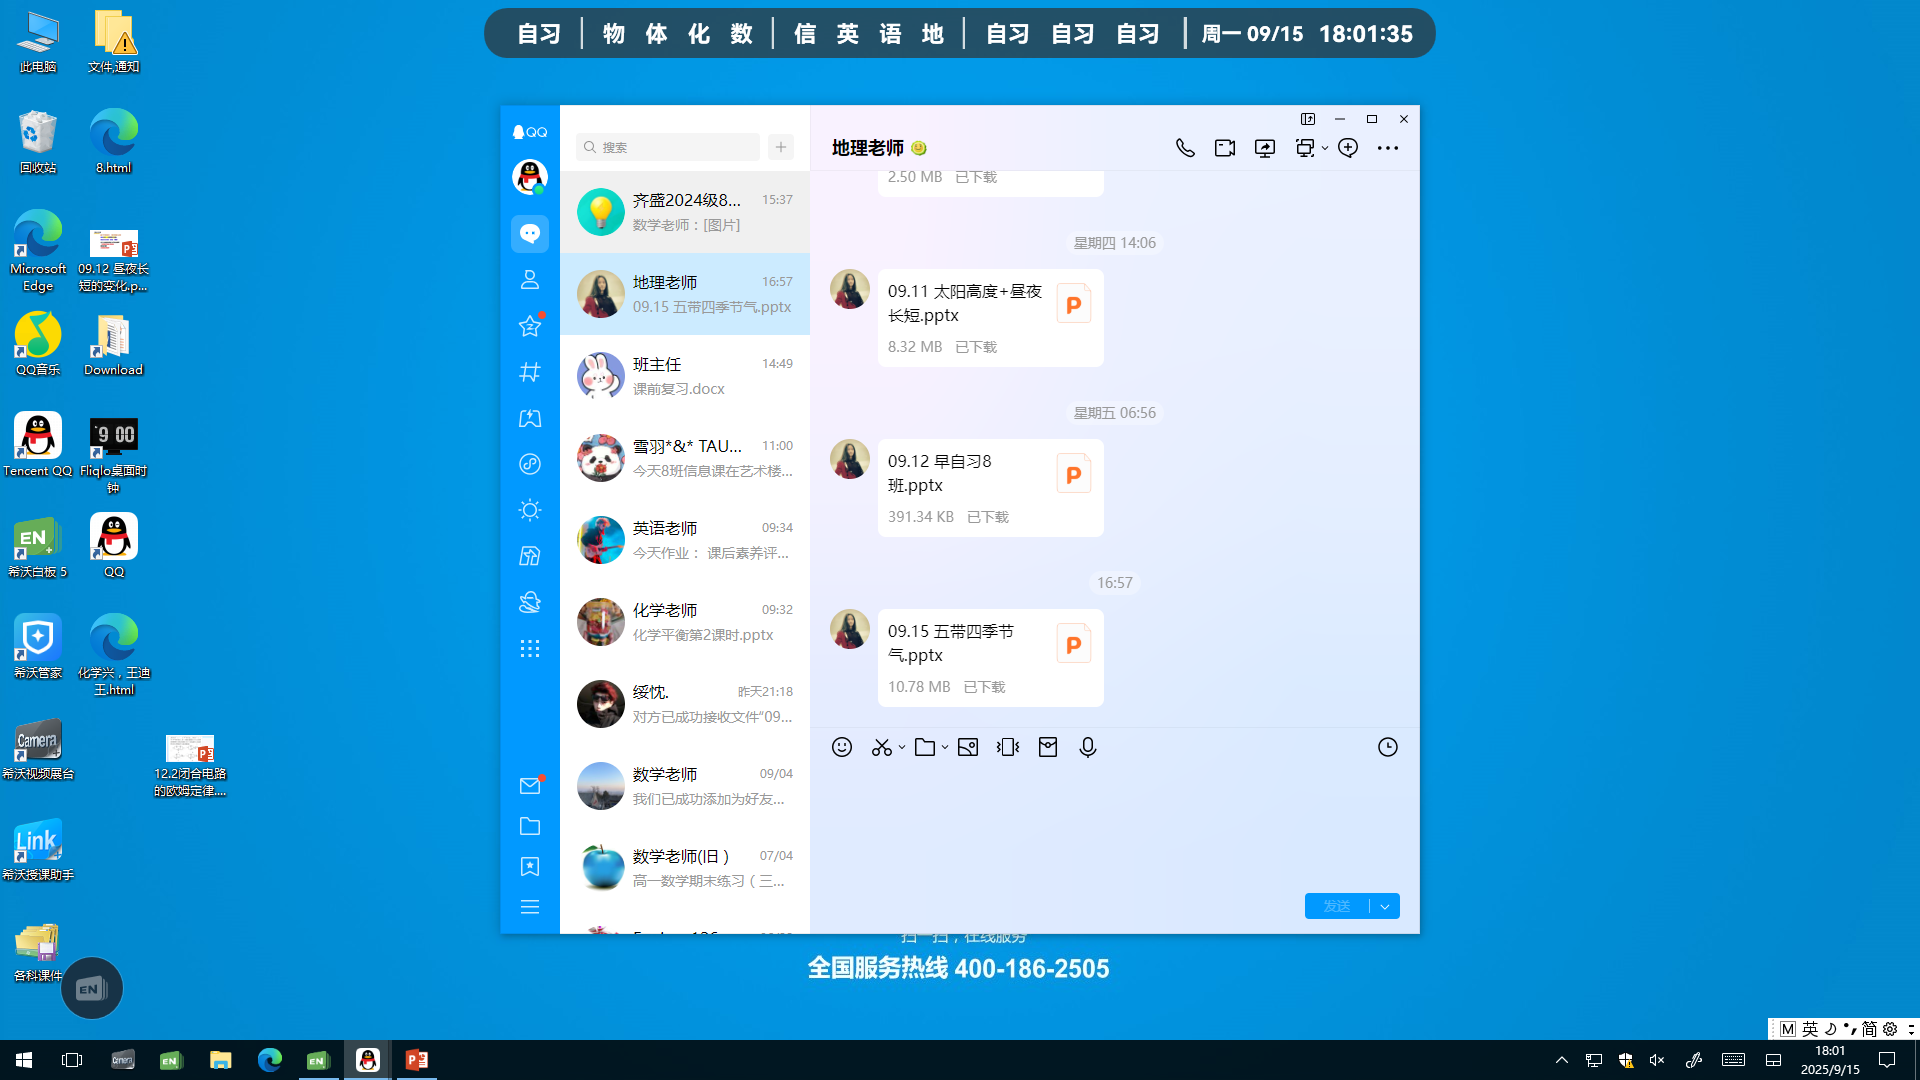 自习 物 体 化 数 信 英 语 地 自习 自习 自习 周一 09/15 18:01:35
此电脑
文件,通知
回收站
8.html
Microsoft
Edge
09.12 昼夜长
短的变化.p...
QQ音乐
Download
Tencent QQ
9 00
Fliqlo桌面时
钟
EN
希沃白板 5
QQ
希沃管家
化学兴，王迪
王.html
Camera
希沃视频展台
12.2闭合电路
的欧姆定律....
Link
希沃授课助手
各科课件
EN
QQ
搜索
齐盛2024级8...
15:37
数学老师：[图片]
地理老师
16:57
09.15 五带四季节气.pptx
班主任
14:49
课前复习.docx
雪羽*&* TAU...
11:00
今天8班信息课在艺术楼...
英语老师
09:34
今天作业： 课后素养评...
化学老师
09:32
化学平衡第2课时.pptx
绥忱.
昨天21:18
对方已成功接收文件“09...
数学老师
09/04
我们已成功添加为好友...
数学老师(旧）
07/04
高一数学期末练习（三...
地理老师
2.50 MB 已下载
星期四 14:06
09.11 太阳高度+昼夜
长短.pptx
8.32 MB 已下载
星期五 06:56
09.12 早自习8
班.pptx
391.34 KB 已下载
16:57
09.15 五带四季节
气.pptx
10.78 MB 已下载
发送
扫一扫，在线服务
全国服务热线 400-186-2505
M 英 简
Camera
EN
EN
18:01
2025/9/15